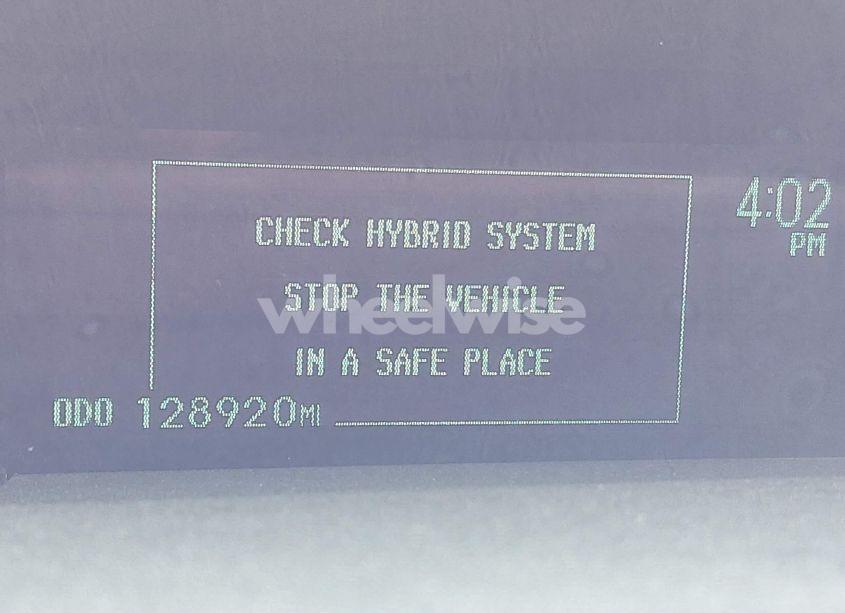 4:02
PM
CHECK HYBRID SYSTEM
STOP THE VEHICLE
IN A SAFE PLACE
ODO 128920MI
wheelwise